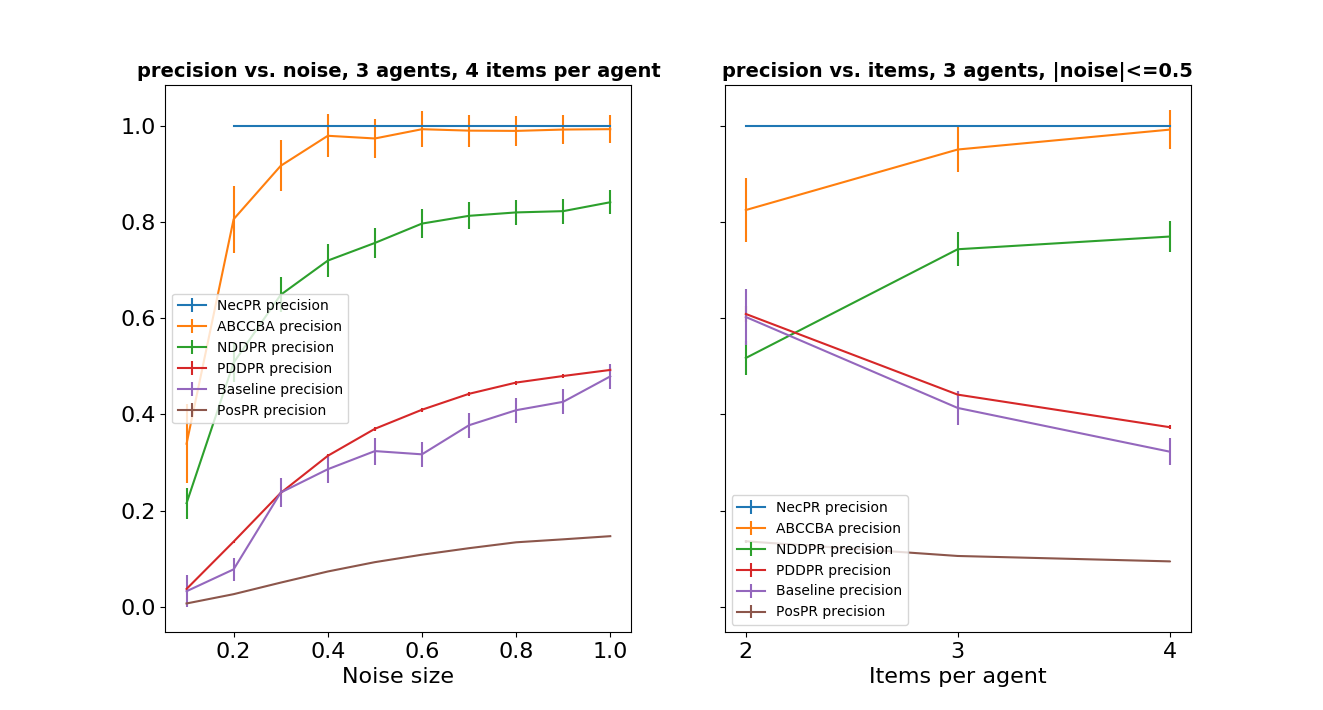 precision vs. noise, 3 agents, 4 items per agent
1.0
0.8
0.6
0.4
0.2
0.0
NecPR precision
ABCCBA precision
NDDPR precision
PDDPR precision
Baseline precision
PosPR precision
0.2 0.4 0.6 0.8 1.0
Noise size
precision vs. items, 3 agents, |noise|<=0.5
NecPR precision
ABCCBA precision
NDDPR precision
PDDPR precision
Baseline precision
PosPR precision
2 3 4
Items per agent